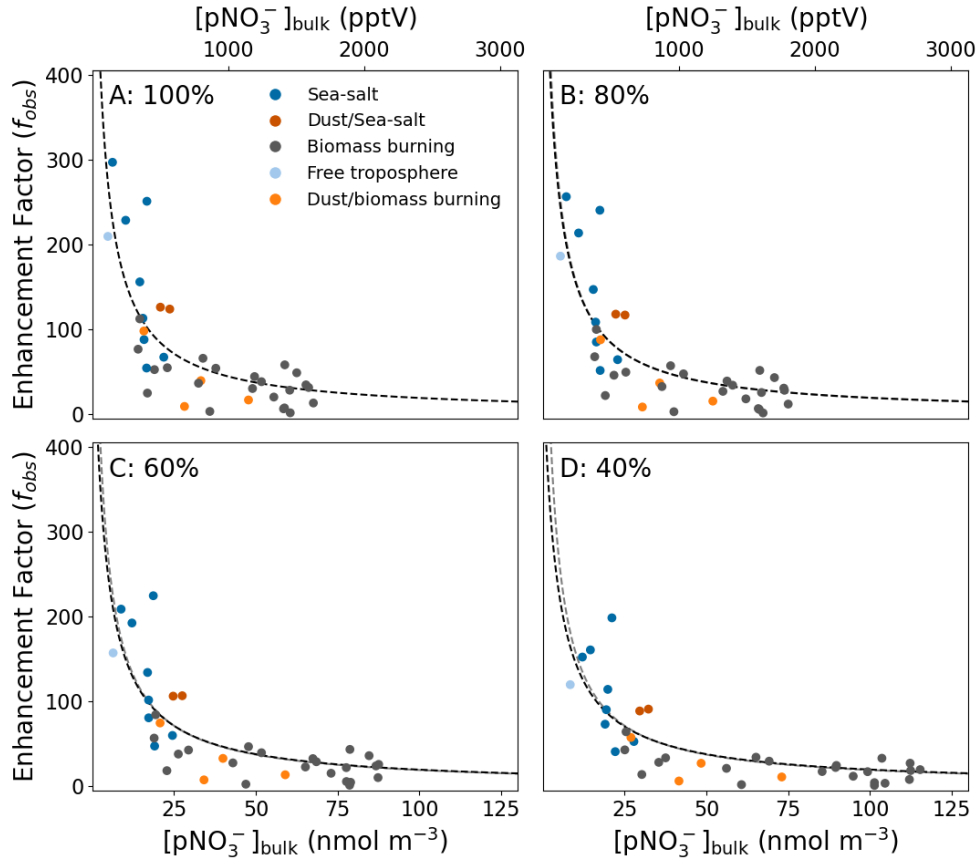 [pNO₃⁻]bulk (pptV) [pNO₃⁻]bulk (pptV)
1000 2000 3000 1000 2000 3000
400
300
200
100
0
Enhancement Factor (fobs)
A: 100%
Sea-salt
Dust/Sea-salt
Biomass burning
Free troposphere
Dust/biomass burning
B: 80%
400
300
200
100
0
Enhancement Factor (fobs)
C: 60%
D: 40%
25 50 75 100 125 25 50 75 100 125
[pNO₃⁻]bulk (nmol m⁻³) [pNO₃⁻]bulk (nmol m⁻³)